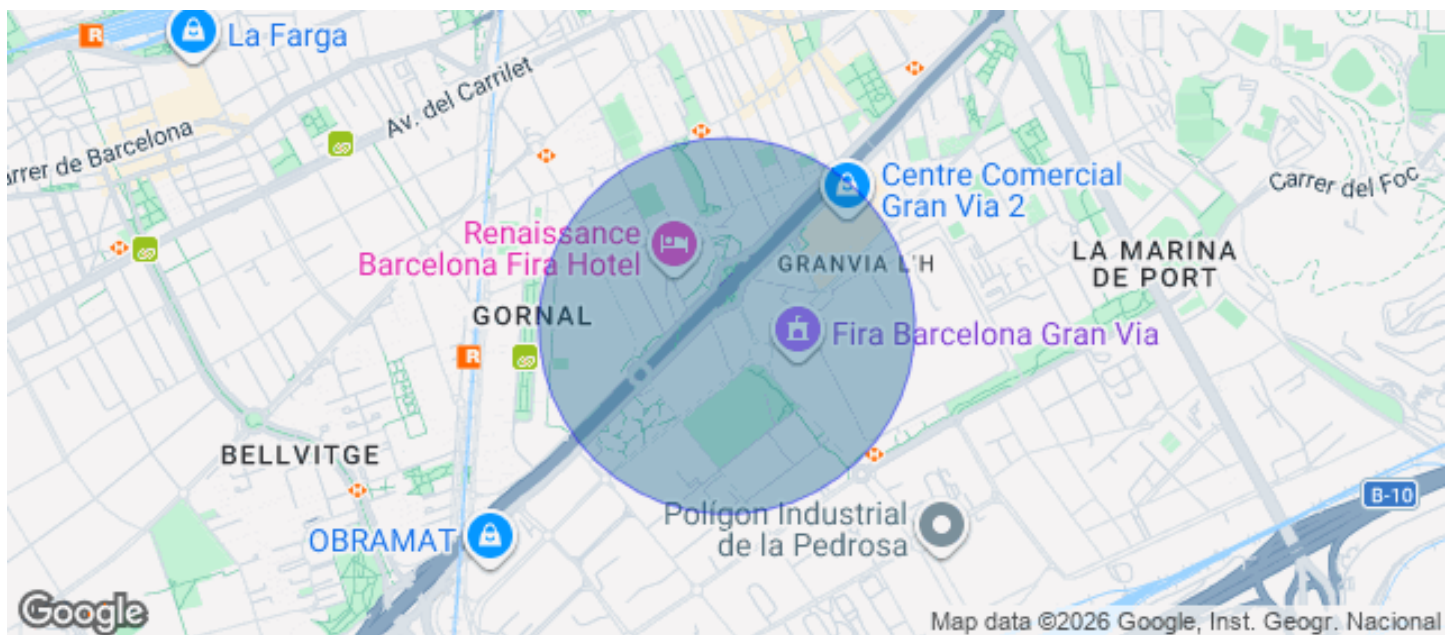 R
La Farga
Av. del Carrilet
arrer de Barcelona
Centre Comercial
Gran Via 2
Carrer del Foc
Renaissance
Barcelona Fira Hotel
GRANVIA L'H
LA MARINA
DE PORT
GORNAL
Fira Barcelona Gran Via
R
BELLVITGE
B-10
Polígon Industrial
de la Pedrosa
OBRAMAT
Google
Map data ©2026 Google, Inst. Geogr. Nacional